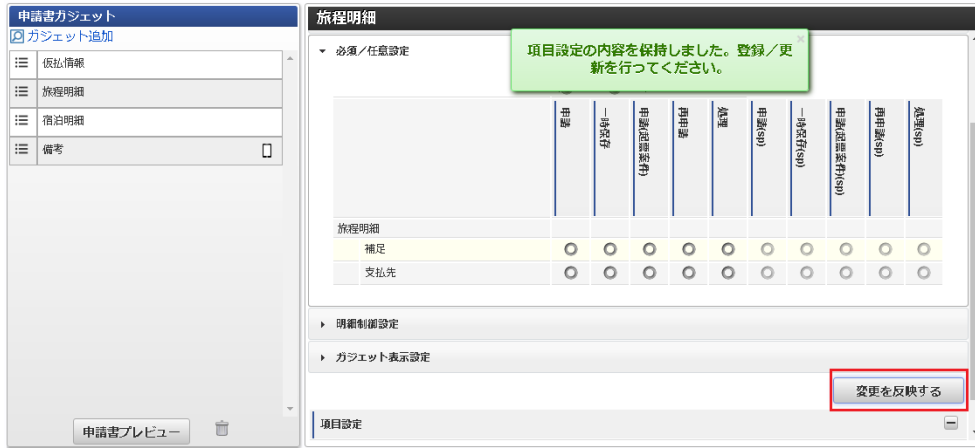 申請書ガジェット
ガジェット追加
仮払情報
旅程明細
宿泊明細
備考
申請書プレビュー
旅程明細
必須／任意設定
項目設定の内容を保持しました。登録／更
新を行ってください。
×
申請
一時保存
申請(起票案件)
再申請
処理
申請(sp)
一時保存(sp)
申請(起票案件)(sp)
再申請(sp)
処理(sp)
旅程明細
補足
支払先
明細制御設定
ガジェット表示設定
変更を反映する
項目設定